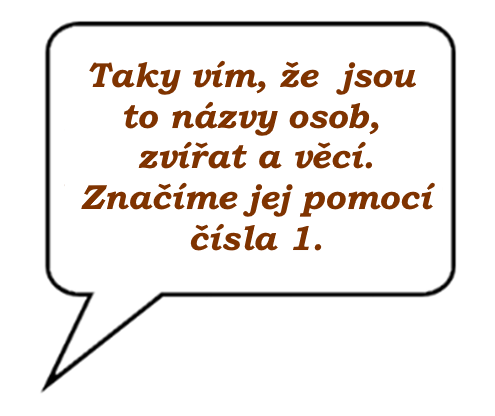 Taky vím, že jsou
to názvy osob,
zvířat a věcí.
Značíme jej pomocí
čísla 1.